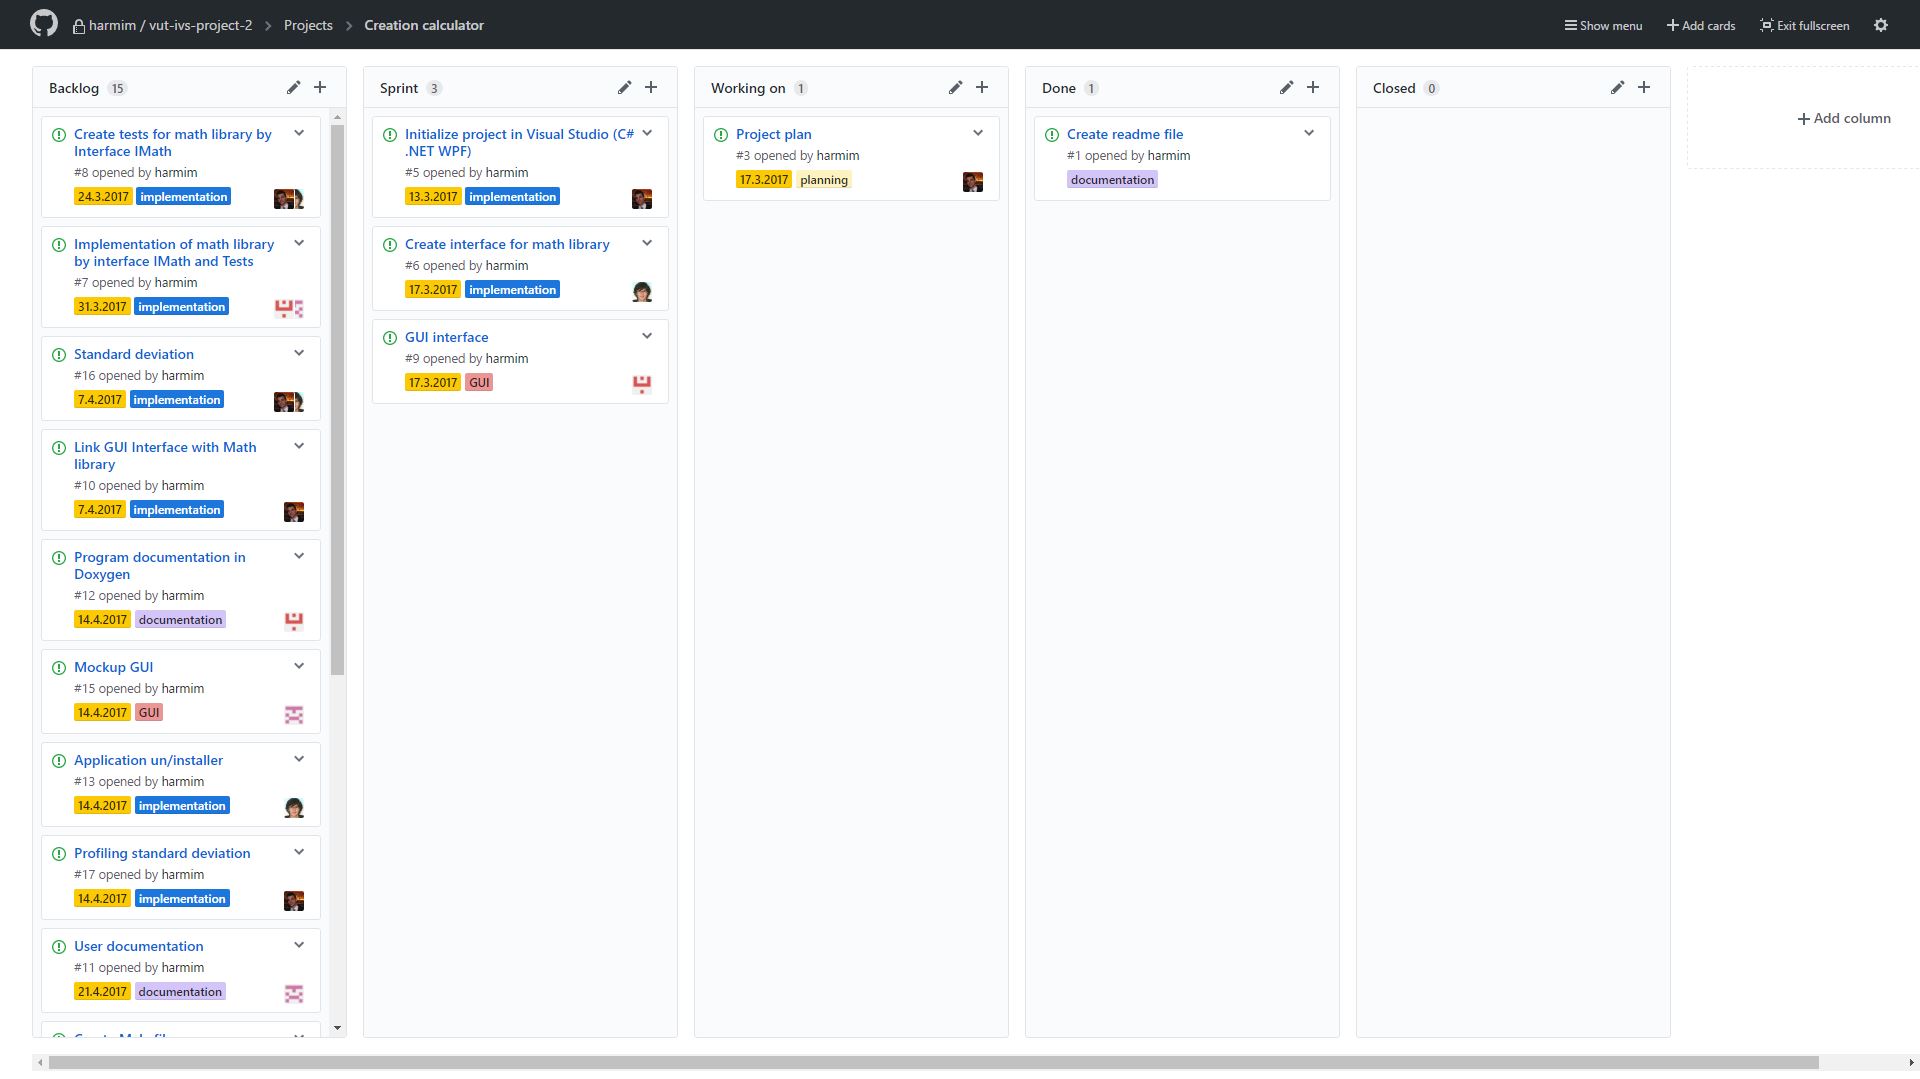 harmim / vut-ivs-project-2 Projects Creation calculator Show menu Add cards Exit fullscreen
Backlog 15
Create tests for math library by
Interface IMath
#8 opened by harmim
24.3.2017 implementation
Implementation of math library
by interface IMath and Tests
#7 opened by harmim
31.3.2017 implementation
Standard deviation
#16 opened by harmim
7.4.2017 implementation
Link GUI Interface with Math
library
#10 opened by harmim
7.4.2017 implementation
Program documentation in
Doxygen
#12 opened by harmim
14.4.2017 documentation
Mockup GUI
#15 opened by harmim
14.4.2017 GUI
Application un/installer
#13 opened by harmim
14.4.2017 implementation
Profiling standard deviation
#17 opened by harmim
14.4.2017 implementation
User documentation
#11 opened by harmim
21.4.2017 documentation
Sprint 3
Initialize project in Visual Studio (C#
.NET WPF)
#5 opened by harmim
13.3.2017 implementation
Create interface for math library
#6 opened by harmim
17.3.2017 implementation
GUI interface
#9 opened by harmim
17.3.2017 GUI
Working on 1
Project plan
#3 opened by harmim
17.3.2017 planning
Done 1
Create readme file
#1 opened by harmim
documentation
Closed 0
Add column